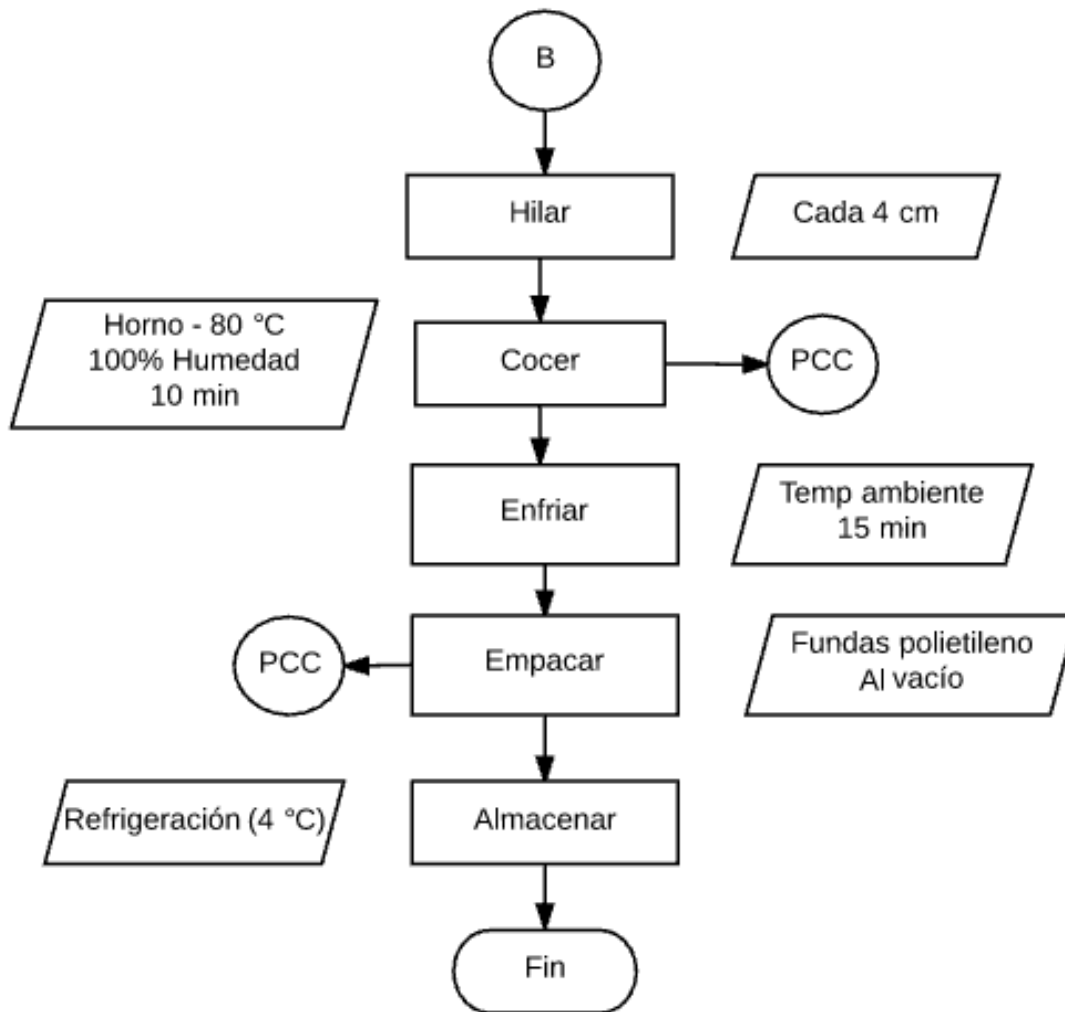 B
Hilar
Cada 4 cm
Horno - 80 °C
100% Humedad
10 min
Cocer
PCC
Enfriar
Temp ambiente
15 min
PCC
Empacar
Fundas polietileno
Al vacío
Refrigeración (4 °C)
Almacenar
Fin